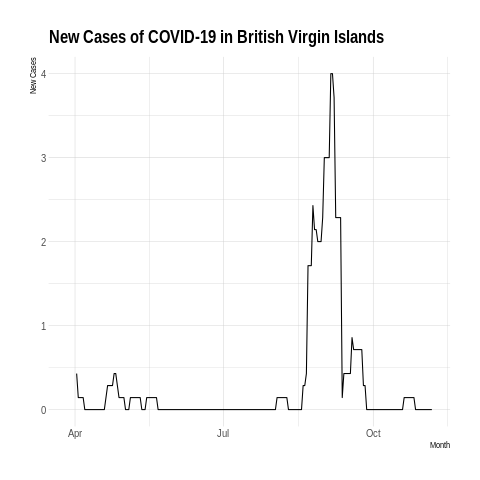 New Cases of COVID-19 in British Virgin Islands
New Cases
4
3
2
1
0
Apr
Jul
Oct
Month